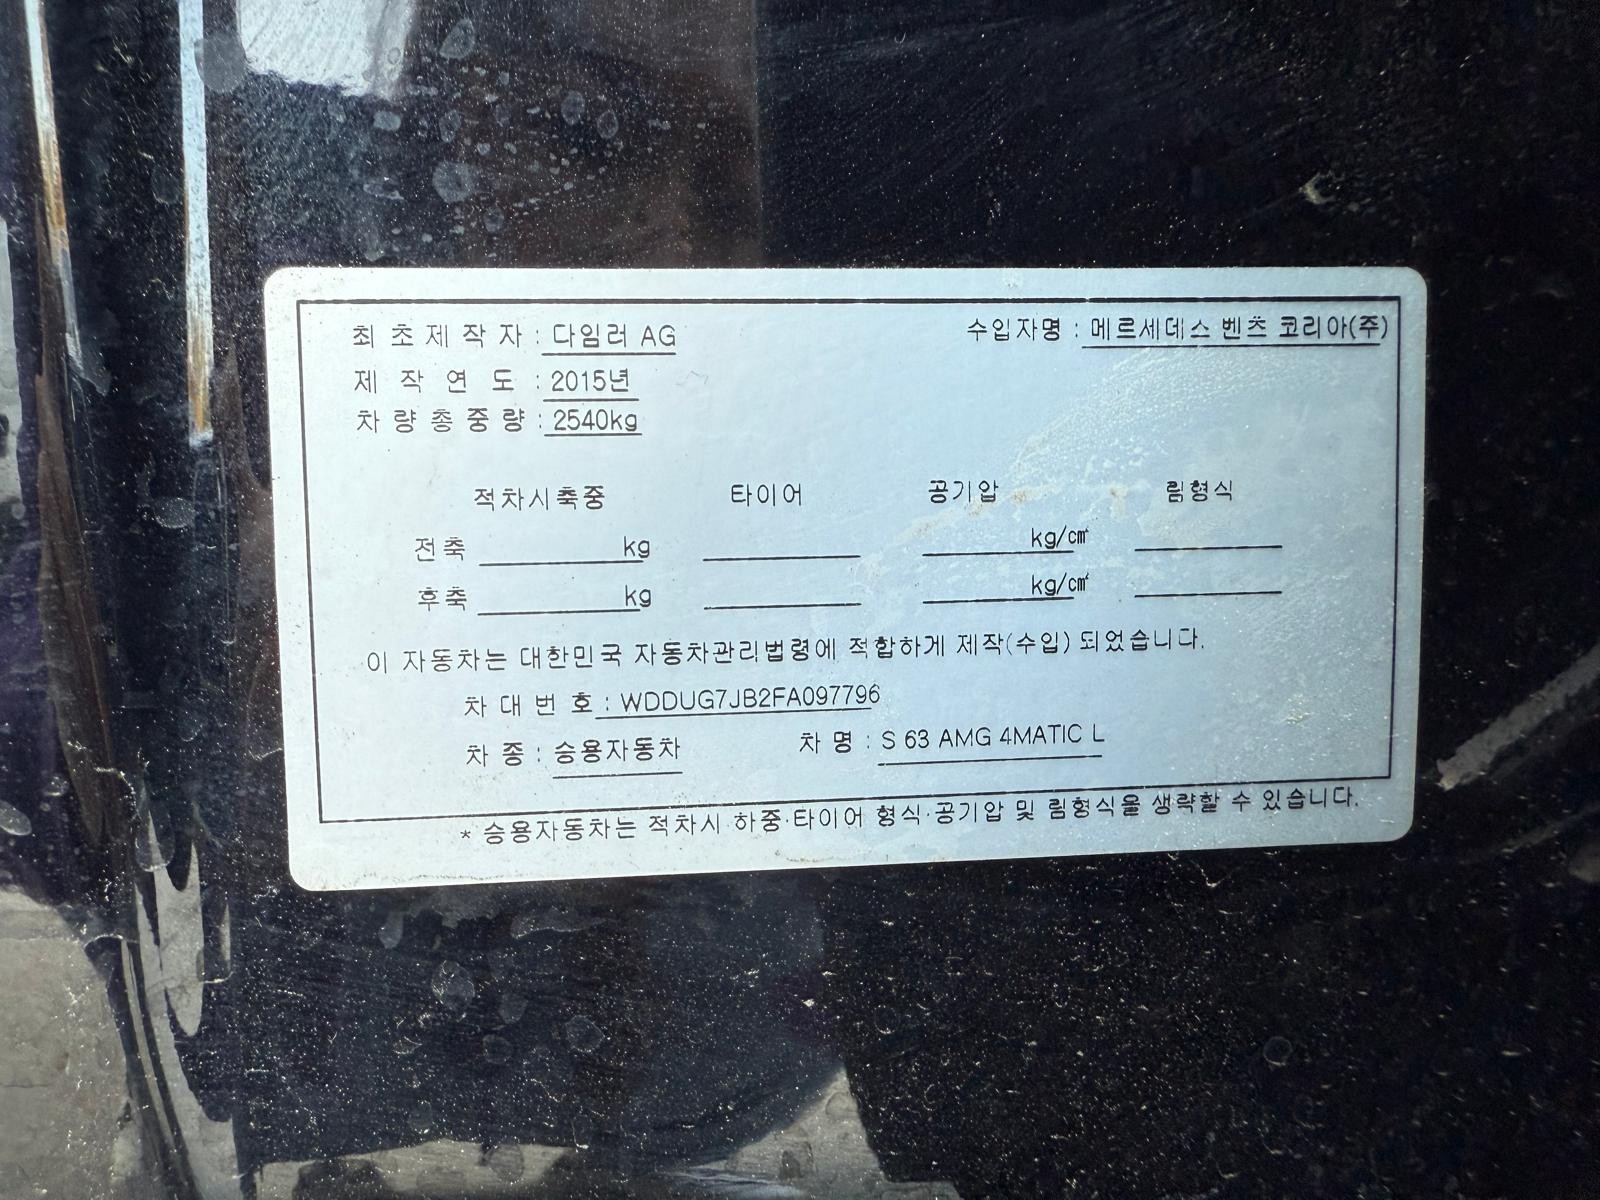 최초제작자 : 다임러 AG 수입자명 : 메르세데스 벤츠 코리아(주)
제작연도 : 2015년
차량총중량 : 2540kg
적차시축중 타이어 공기압 림형식
전축 kg kg/㎠
후축 kg kg/㎠
이 자동차는 대한민국 자동차관리법령에 적합하게 제작(수입) 되었습니다.
차대번호 : WDDUG7JB2FA097796
차종 : 승용자동차 차명 : S 63 AMG 4MATIC L
* 승용자동차는 적차시 하중·타이어 형식·공기압 및 림형식을 생략할 수 있습니다.